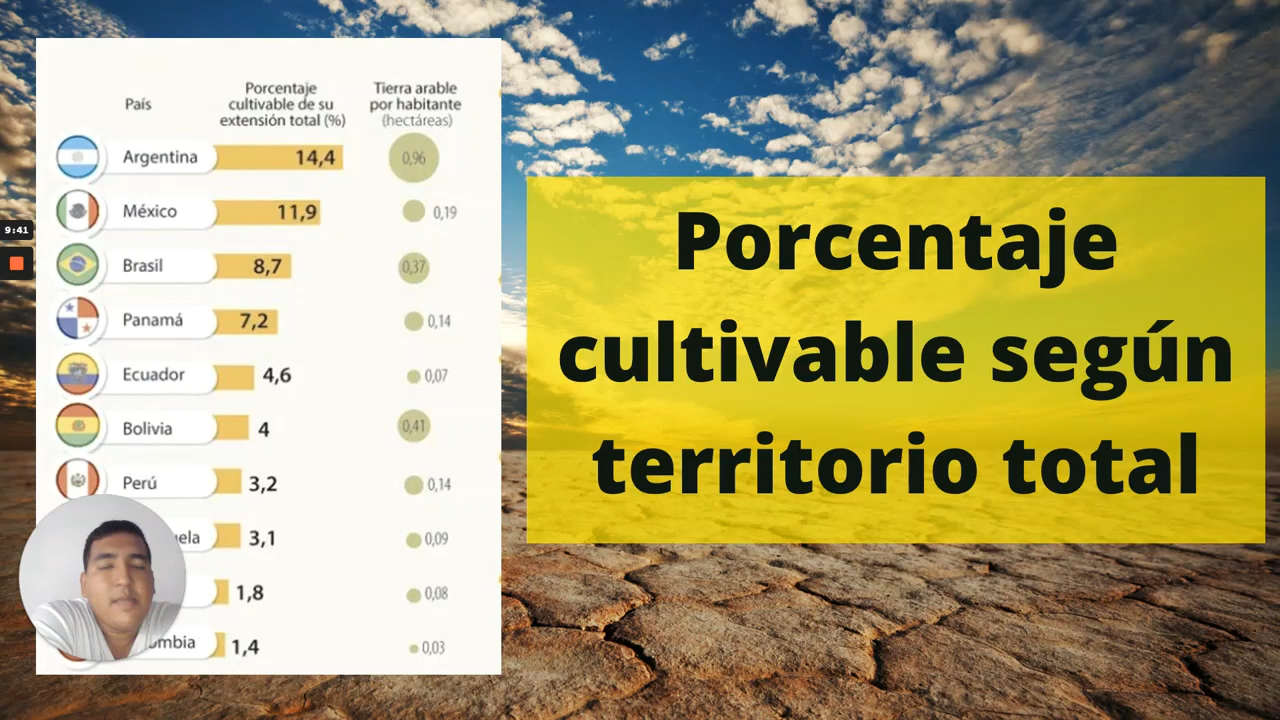 País
Porcentaje
cultivable de su
extensión total (%)
Tierra arable
por habitante
(hectáreas)
Argentina 14,4 0,96
México 11,9 0,19
Brasil 8,7 0,37
Panamá 7,2 0,14
Ecuador 4,6 0,07
Bolivia 4 0,41
Perú 3,2 0,14
uela 3,1 0,09
1,8 0,08
ombia 1,4 0,03
9:41
Porcentaje
cultivable según
territorio total